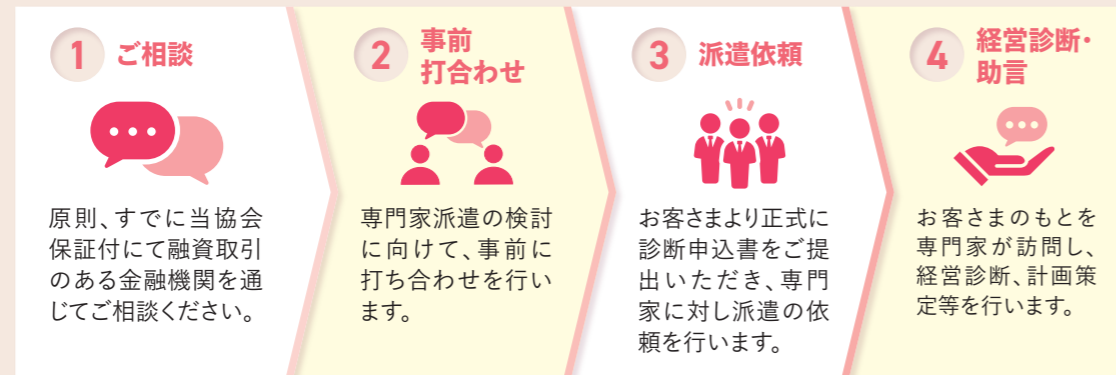 1 ご相談
原則、すでに当協会
保証付にて融資取引
のある金融機関を通
じてご相談ください。
2 事前
打合わせ
専門家派遣の検討
に向けて、事前に
打ち合わせを行い
ます。
3 派遣依頼
お客さまより正式に
診断申込書をご提
出いただき、専門
家に対し派遣の依
頼を行います。
4 経営診断・
助言
お客さまのもとを
専門家が訪問し、
経営診断、計画策
定等を行います。